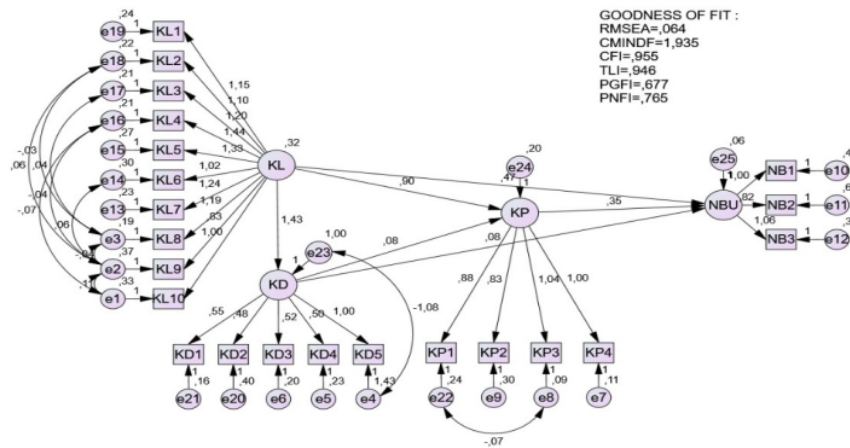 GOODNESS OF FIT :
RMSEA=,064
CMINDF=1,935
CFI=,955
TLI=,946
PGFI=,677
PNFI=,765
,24
e19 1 KL1
,22
e18 1 KL2
,21
e17 1 KL3
,21
e16 1 KL4
,27
e15 1 KL5
,30
e14 1 KL6
,23
e13 1 KL7
,19
e3 1 KL8
,37
e2 1 KL9
,33
e1 1 KL10
-,03
,06 ,04
-,04
-,07
,06
1,15
1,10
1,20
1,44
1,33
1,02
1,24
1,19
,83
1,00
,32
KL
,90
,47
1,43
,20
e24
1
KP
,35
,06
e25
1,00
NBU
,82
1,06
NB1 1 e10
NB2 1 e11
NB3 1 e12
,08
,08
1,00
e23
1
KD
-1,08
,55 ,48 ,52 ,50 1,00
KD1 KD2 KD3 KD4 KD5
1 1 1 1 1
,16 ,40 ,20 ,23 1,43
e21 e20 e6 e5 e4
,88 ,83 1,04 1,00
KP1 KP2 KP3 KP4
1 1 1 1
,24 ,30 ,09 ,11
e22 e9 e8 e7
-,07